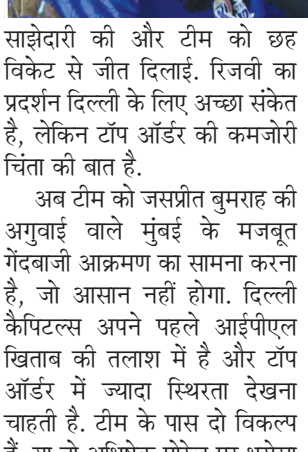 साझेदारी की और टीम को छह
विकेट से जीत दिलाई. रिजवी का
प्रदर्शन दिल्ली के लिए अच्छा संकेत
है, लेकिन टॉप ऑर्डर की कमजोरी
चिंता की बात है.
अब टीम को जसप्रीत बुमराह की
अगुवाई वाले मुंबई के मजबूत
गेंदबाजी आक्रमण का सामना करना
है, जो आसान नहीं होगा. दिल्ली
कैपिटल्स अपने पहले आईपीएल
खिताब की तलाश में है और टॉप
ऑर्डर में ज्यादा स्थिरता देखना
चाहती है. टीम के पास दो विकल्प